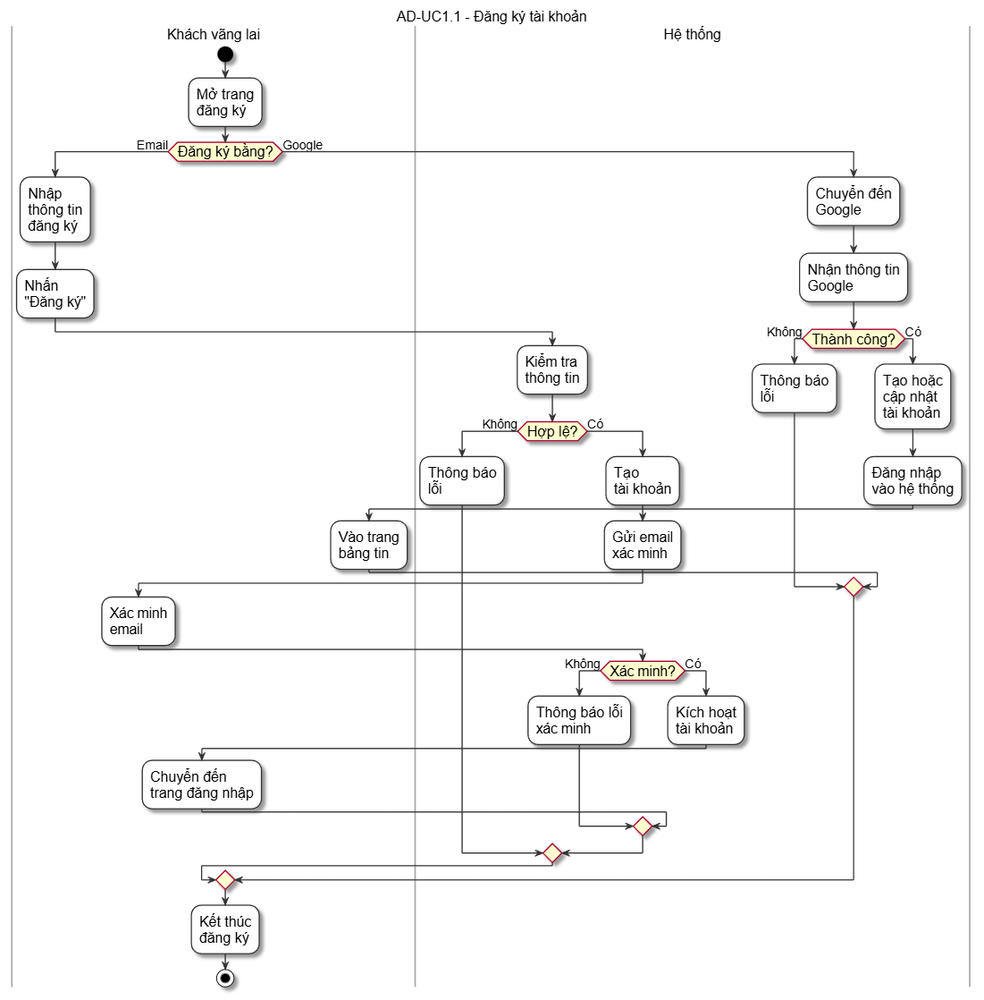 AD-UC1.1 - Đăng ký tài khoản
Khách vãng lai
Hệ thống
Mở trang
đăng ký
Đăng ký bằng?
Email
Google
Nhập
thông tin
đăng ký
Chuyển đến
Google
Nhấn
"Đăng ký"
Nhận thông tin
Google
Thành công?
Không
Có
Kiểm tra
thông tin
Thông báo
lỗi
Tạo hoặc
cập nhật
tài khoản
Hợp lệ?
Không
Có
Thông báo
lỗi
Tạo
tài khoản
Đăng nhập
vào hệ thống
Vào trang
bảng tin
Gửi email
xác minh
Xác minh
email
Xác minh?
Không
Có
Thông báo lỗi
xác minh
Kích hoạt
tài khoản
Chuyển đến
trang đăng nhập
Kết thúc
đăng ký